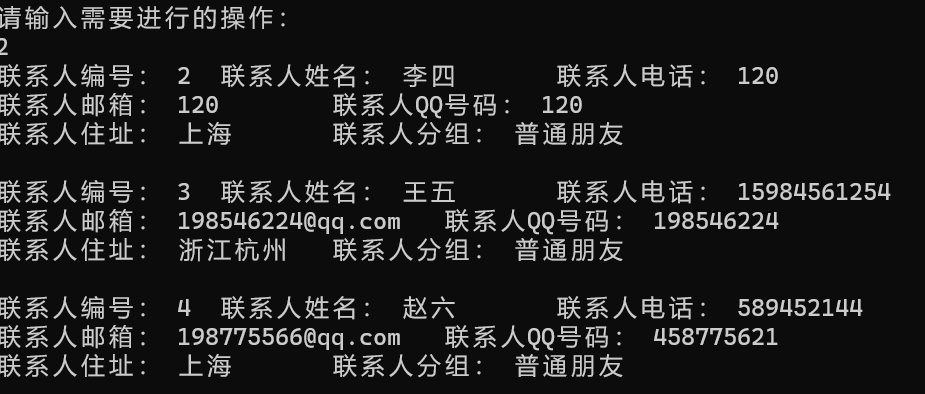 请输入需要进行的操作：
2
联系人编号： 2 联系人姓名： 李四 联系人电话： 120
联系人邮箱： 120 联系人QQ号码： 120
联系人住址： 上海 联系人分组： 普通朋友
联系人编号： 3 联系人姓名： 王五 联系人电话： 15984561254
联系人邮箱： 198546224@qq.com 联系人QQ号码： 198546224
联系人住址： 浙江杭州 联系人分组： 普通朋友
联系人编号： 4 联系人姓名： 赵六 联系人电话： 589452144
联系人邮箱： 198775566@qq.com 联系人QQ号码： 458775621
联系人住址： 上海 联系人分组： 普通朋友